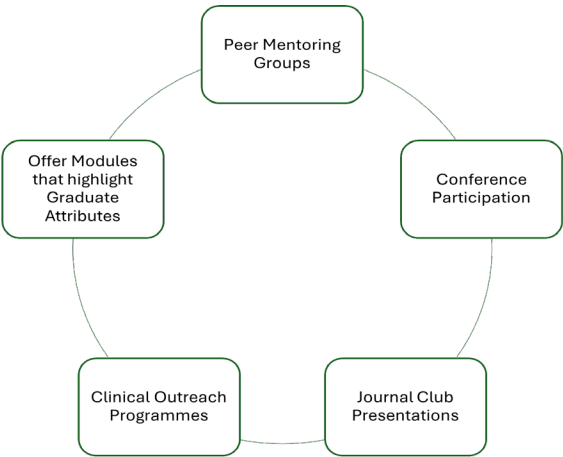 Peer Mentoring
Groups
Conference
Participation
Journal Club
Presentations
Clinical Outreach
Programmes
Offer Modules
that highlight
Graduate
Attributes